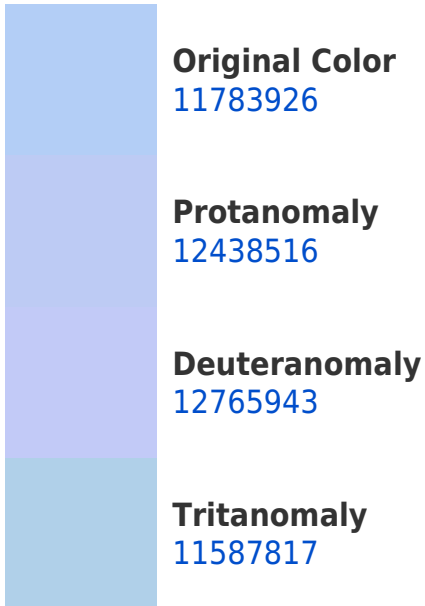 Original Color
11783926
Protanomaly
12438516
Deuteranomaly
12765943
Tritanomaly
11587817